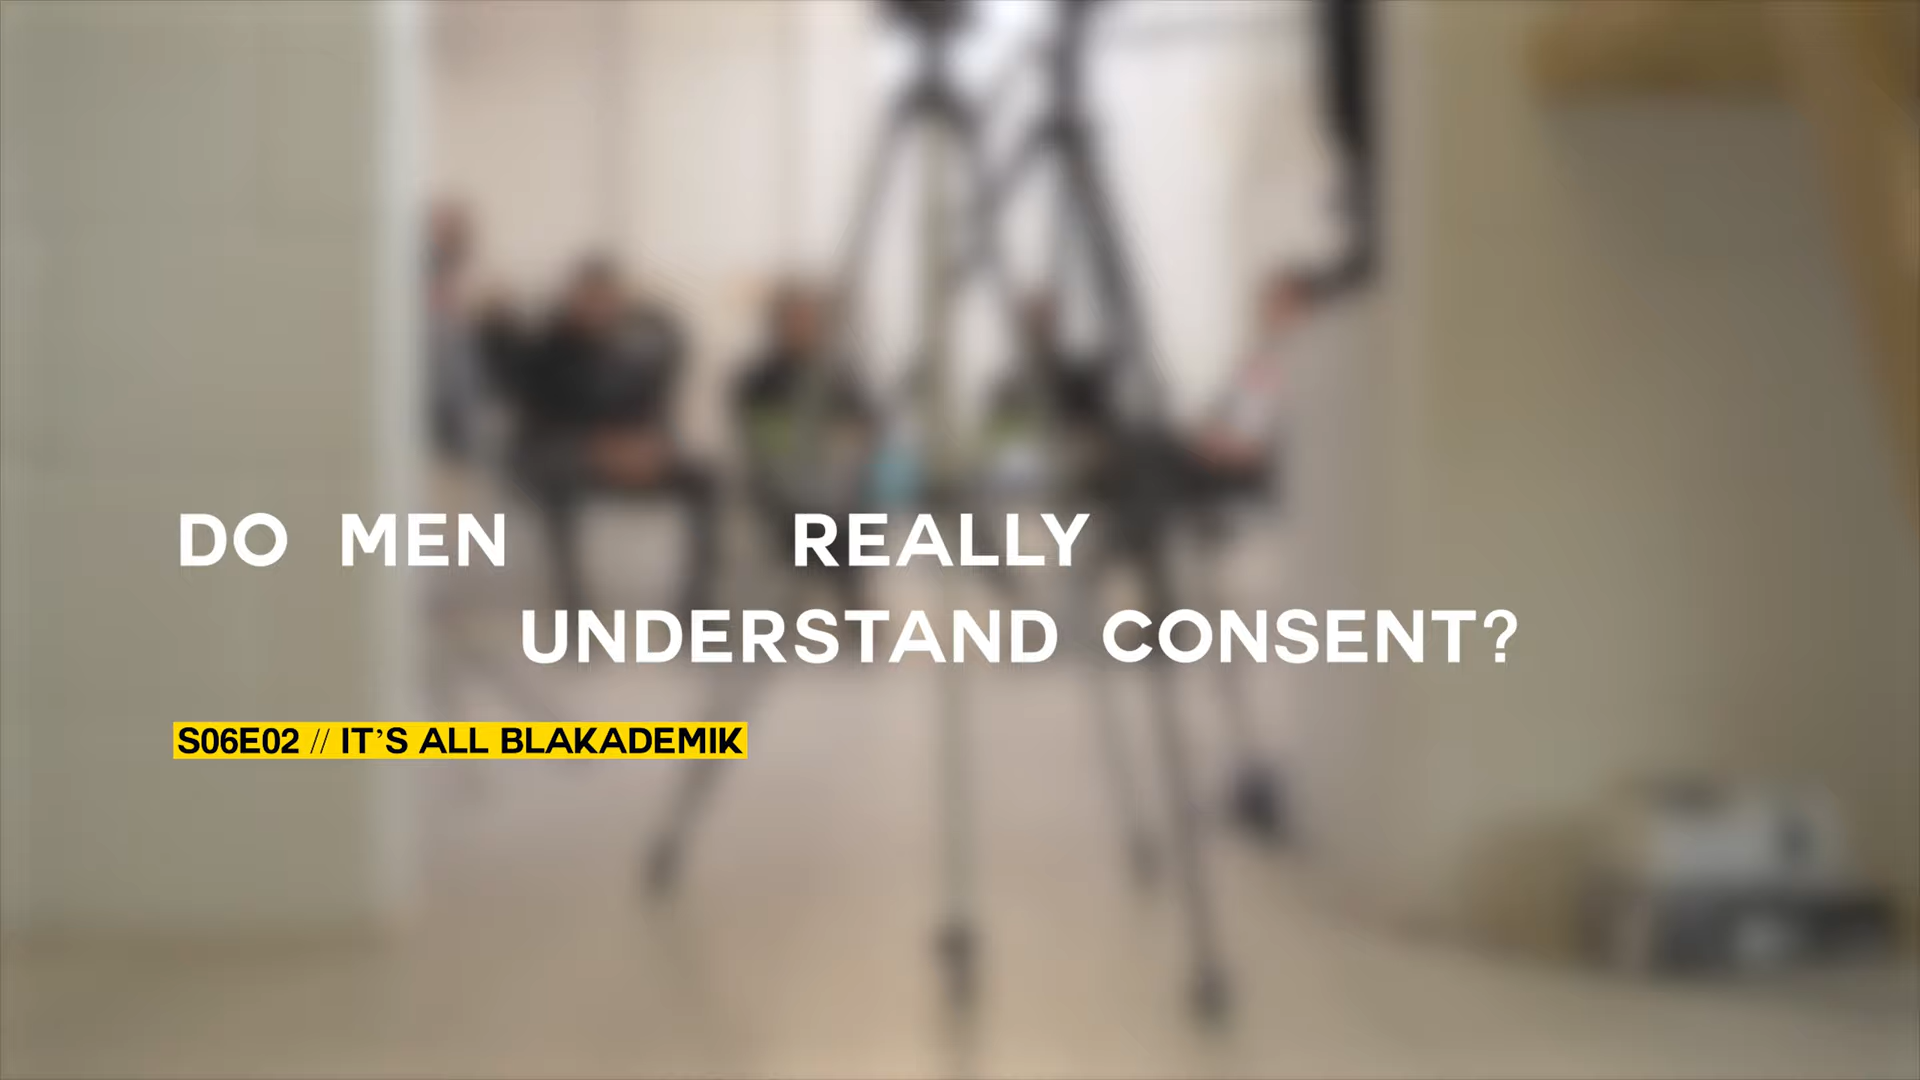 DO MEN REALLY
UNDERSTAND CONSENT?
S06E02 // IT'S ALL BLAKADEMIK